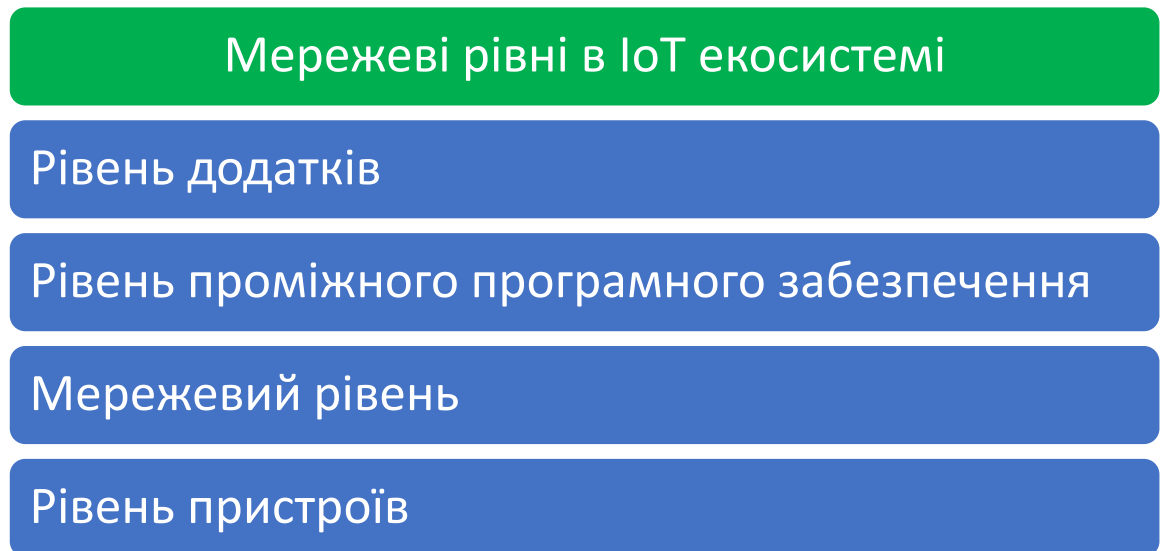 Мережеві рівні в IoT екосистемі
Рівень додатків
Рівень проміжного програмного забезпечення
Мережевий рівень
Рівень пристроїв